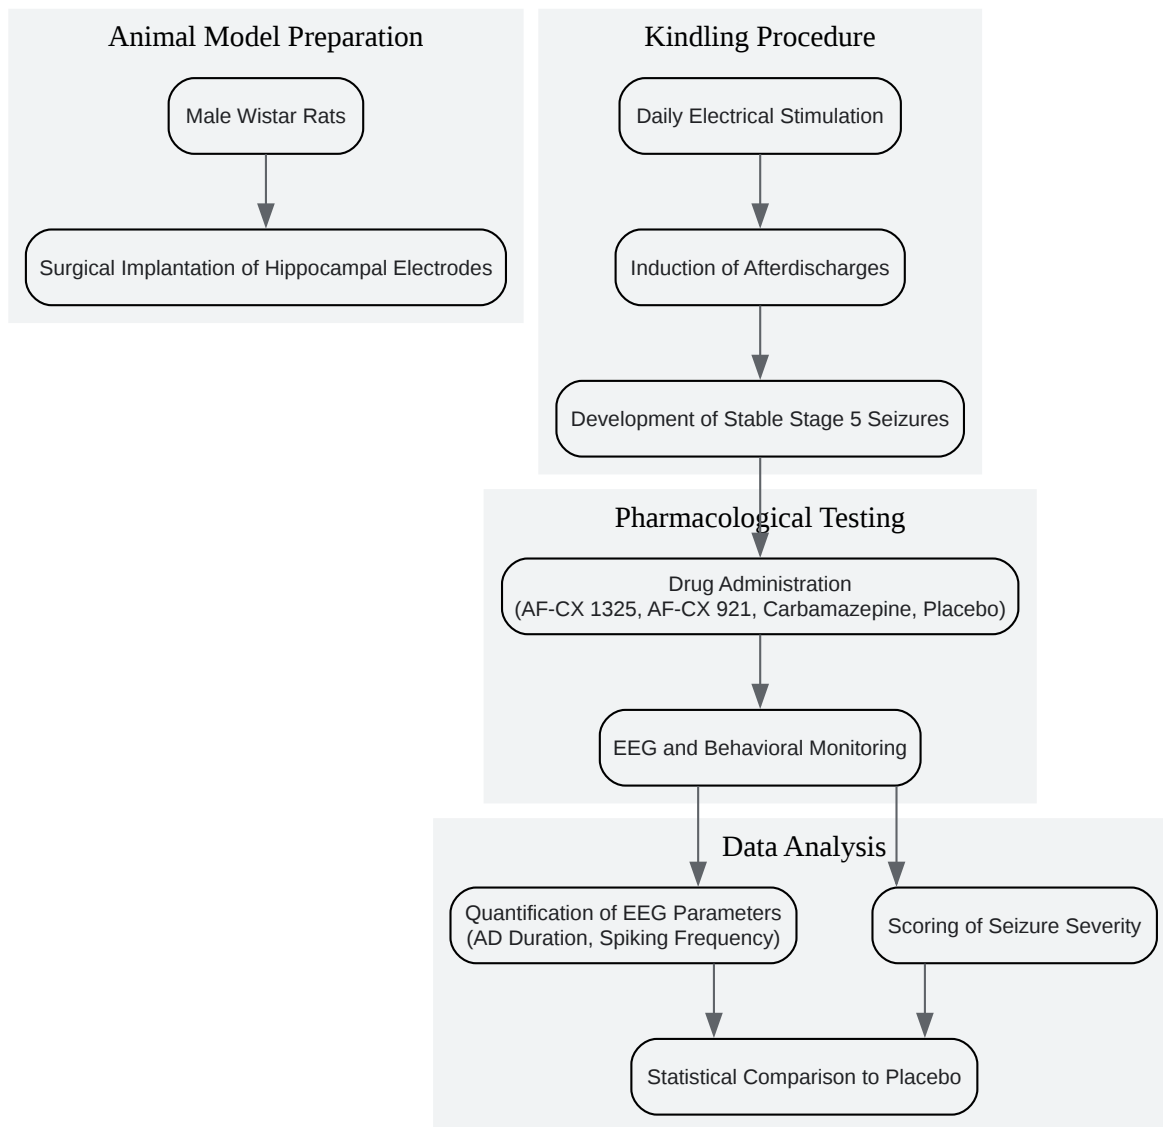 Animal Model Preparation
Male Wistar Rats
Surgical Implantation of Hippocampal Electrodes
Kindling Procedure
Daily Electrical Stimulation
Induction of Afterdischarges
Development of Stable Stage 5 Seizures
Pharmacological Testing
Drug Administration
(AF-CX 1325, AF-CX 921, Carbamazepine, Placebo)
EEG and Behavioral Monitoring
Data Analysis
Quantification of EEG Parameters
(AD Duration, Spiking Frequency)
Scoring of Seizure Severity
Statistical Comparison to Placebo